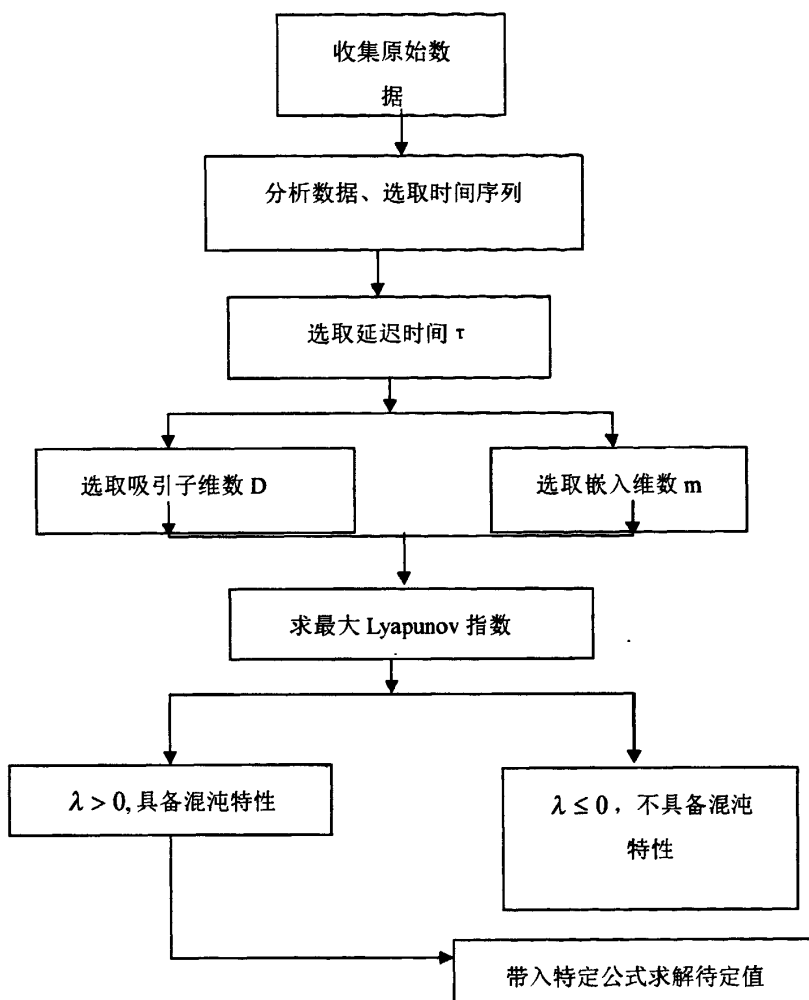 收集原始数
据
分析数据、选取时间序列
选取延迟时间 τ
选取吸引子维数 D
选取嵌入维数 m
求最大 Lyapunov 指数
λ > 0, 具备混沌特性
λ ≤ 0，不具备混沌
特性
带入特定公式求解待定值